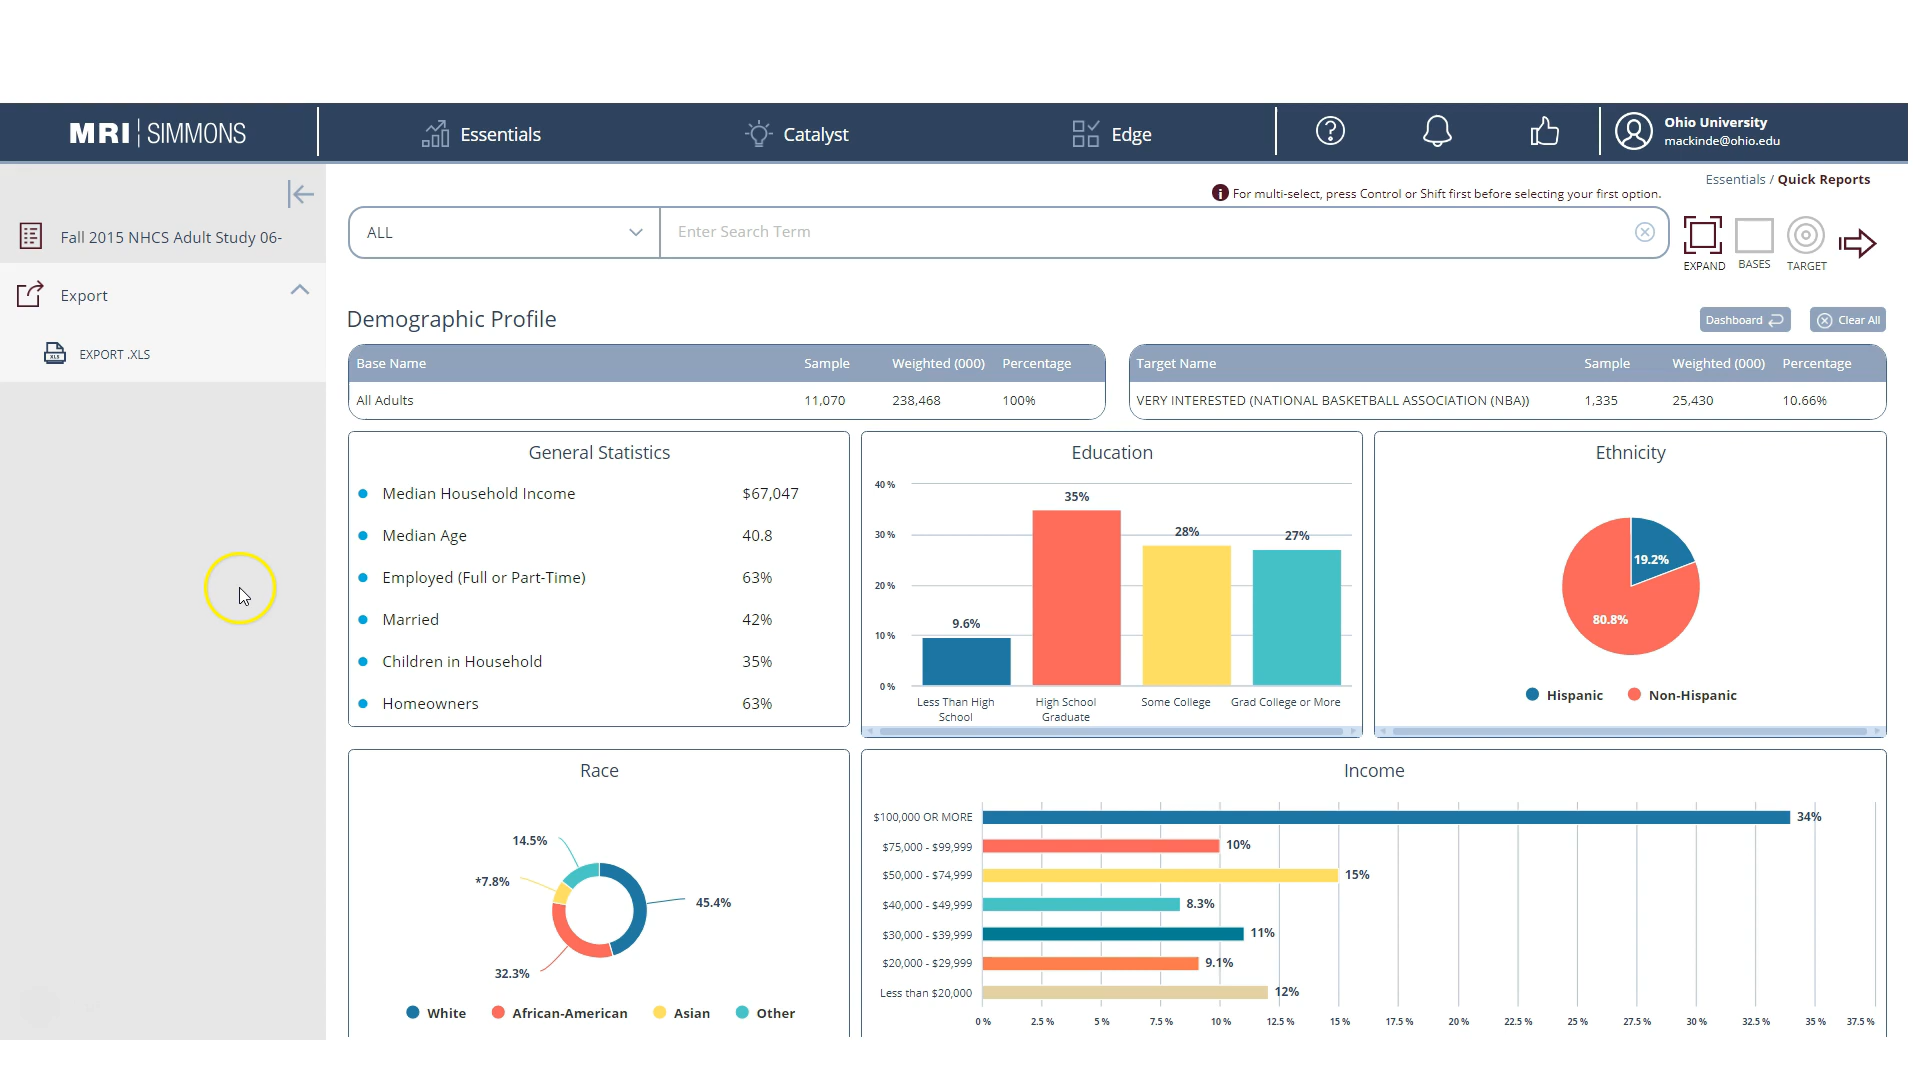 MRI | SIMMONS
Essentials
Catalyst
Edge
Ohio University
mackinde@ohio.edu
Fall 2015 NHCS Adult Study 06-
Export
XLS
EXPORT .XLS
Essentials / Quick Reports
For multi-select, press Control or Shift first before selecting your first option.
ALL
Enter Search Term
EXPAND
BASES
TARGET
Demographic Profile
Dashboard
Clear All
Base Name Sample Weighted (000) Percentage
All Adults 11,070 238,468 100%
Target Name Sample Weighted (000) Percentage
VERY INTERESTED (NATIONAL BASKETBALL ASSOCIATION (NBA)) 1,335 25,430 10.66%
General Statistics
Median Household Income $67,047
Median Age 40.8
Employed (Full or Part-Time) 63%
Married 42%
Children in Household 35%
Homeowners 63%
Education
40 %
30 %
20 %
10 %
0 %
9.6%
35%
28%
27%
Less Than High
School
High School
Graduate
Some College
Grad College or More
Ethnicity
19.2%
80.8%
Hispanic
Non-Hispanic
Race
14.5%
*7.8%
45.4%
32.3%
White
African-American
Asian
Other
Income
$100,000 OR MORE 34%
$75,000 - $99,999 10%
$50,000 - $74,999 15%
$40,000 - $49,999 8.3%
$30,000 - $39,999 11%
$20,000 - $29,999 9.1%
Less than $20,000 12%
0 % 2.5 % 5 % 7.5 % 10 % 12.5 % 15 % 17.5 % 20 % 22.5 % 25 % 27.5 % 30 % 32.5 % 35 % 37.5 %